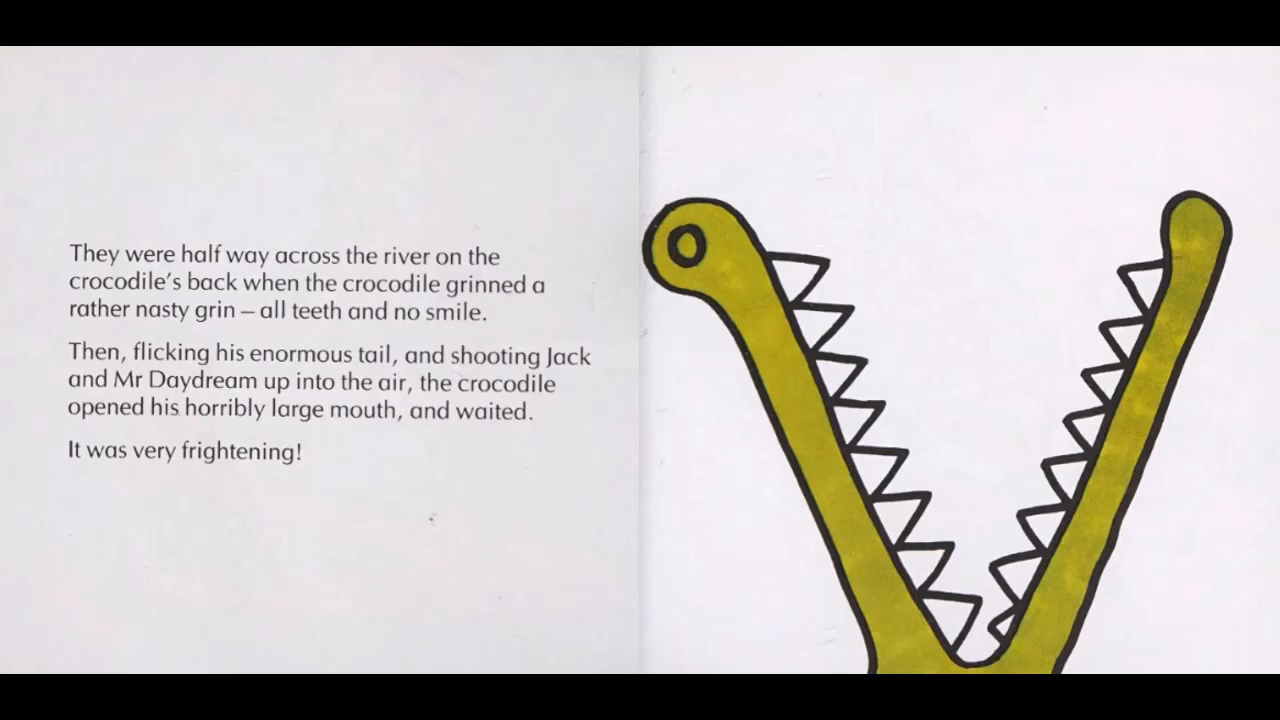 They were half way across the river on the
crocodile's back when the crocodile grinned a
rather nasty grin – all teeth and no smile.
Then, flicking his enormous tail, and shooting Jack
and Mr Daydream up into the air, the crocodile
opened his horribly large mouth, and waited.
It was very frightening!